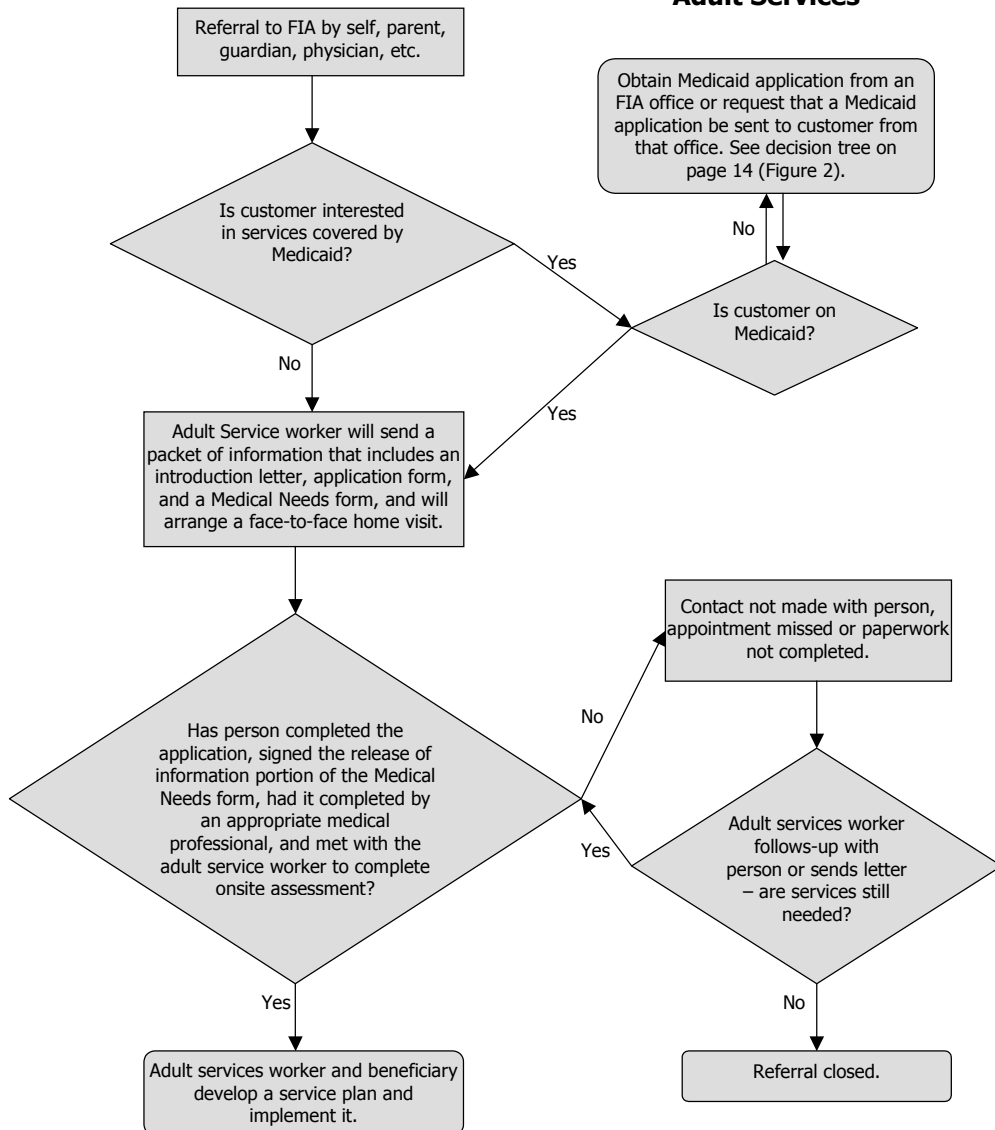 Adult Services
Referral to FIA by self, parent,
guardian, physician, etc.
Obtain Medicaid application from an
FIA office or request that a Medicaid
application be sent to customer from
that office. See decision tree on
page 14 (Figure 2).
Is customer interested
in services covered by
Medicaid?
No
Yes
Is customer on
Medicaid?
No
Yes
Adult Service worker will send a
packet of information that includes an
introduction letter, application form,
and a Medical Needs form, and will
arrange a face-to-face home visit.
Contact not made with person,
appointment missed or paperwork
not completed.
No
Has person completed the
application, signed the release of
information portion of the Medical
Needs form, had it completed by
an appropriate medical
professional, and met with the
adult service worker to complete
onsite assessment?
Yes
Adult services worker
follows-up with
person or sends letter
– are services still
needed?
Yes
No
Adult services worker and beneficiary
develop a service plan and
implement it.
Referral closed.